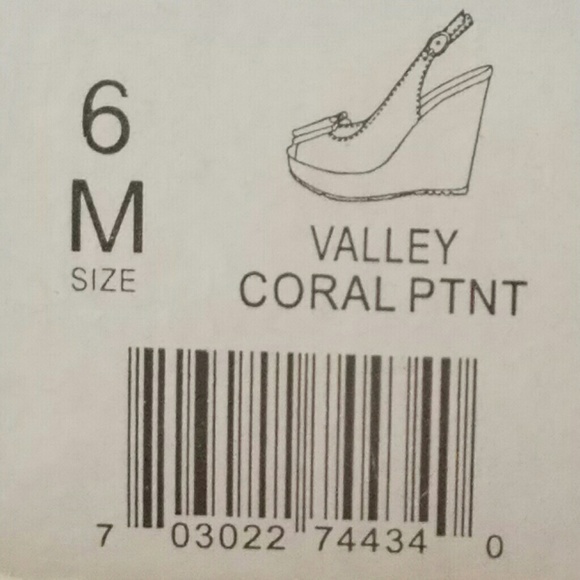 6
M
SIZE
VALLEY
CORAL PTNT
7 03022 74434 0